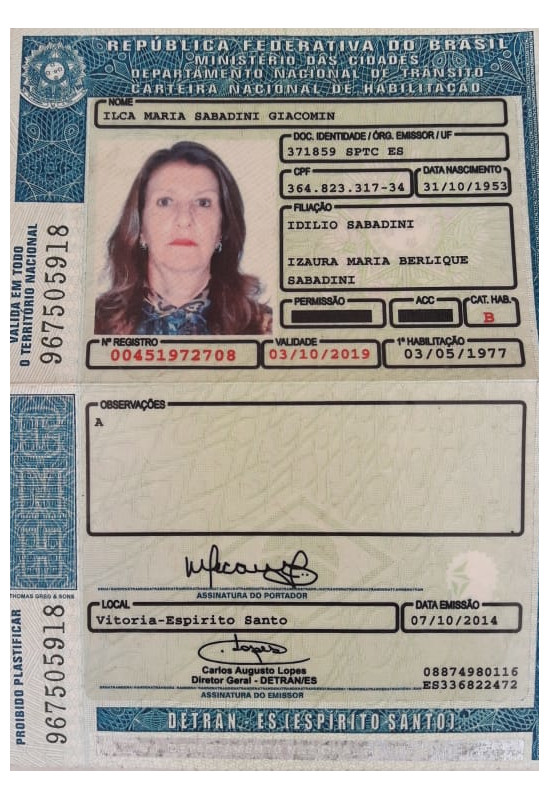 REPÚBLICA FEDERATIVA DO BRASIL
MINISTÉRIO DAS CIDADES
DEPARTAMENTO NACIONAL DE TRÂNSITO
CARTEIRA NACIONAL DE HABILITAÇÃO
NOME
ILCA MARIA SABADINI GIACOMIN
DOC. IDENTIDADE / ÓRG. EMISSOR / UF
371859 SPTC ES
CPF
DATA NASCIMENTO
364.823.317-34
31/10/1953
FILIAÇÃO
IDILIO SABADINI
IZAURA MARIA BERLIQUE
SABADINI
PERMISSÃO
ACC
CAT. HAB.
B
Nº REGISTRO
VALIDADE
1ª HABILITAÇÃO
00451972708
03/10/2019
03/05/1977
VÁLIDA EM TODO
O TERRITÓRIO NACIONAL
967505918
OBSERVAÇÕES
A
ASSINATURA DO PORTADOR
THOMAS GREG & SONS
LOCAL
DATA EMISSÃO
Vitoria-Espirito Santo
07/10/2014
Carlos Augusto Lopes
Diretor Geral - DETRAN/ES
08874980116
ES336822472
ASSINATURA DO EMISSOR
PROIBIDO PLASTIFICAR
967505918
DETRAN - ES (ESPIRITO SANTO)
DEPARTAMENTO NACIONAL DE